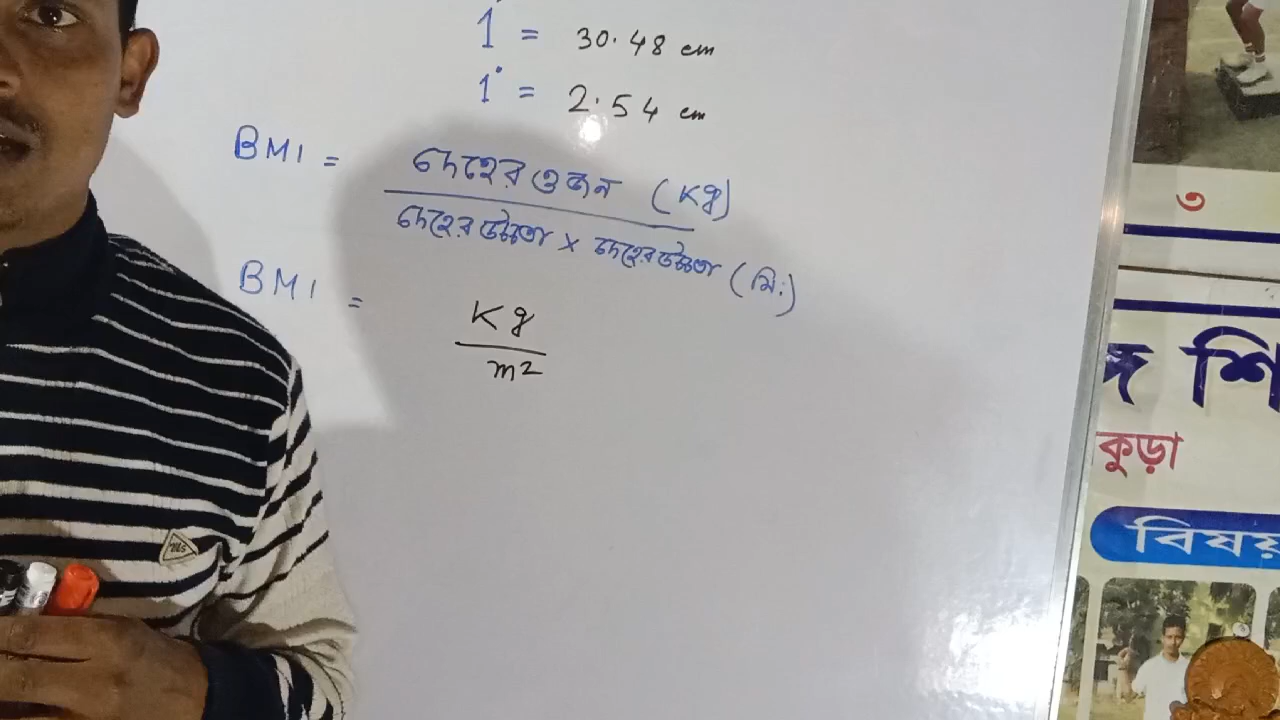 1' = 30.48 cm
1" = 2.54 cm
BMI = দেহের ওজন (Kg)
দেহের উচ্চতা x দেহের উচ্চতা (মি:)
BMI = Kg
m²
৩
শি
কুড়া
বিষয়